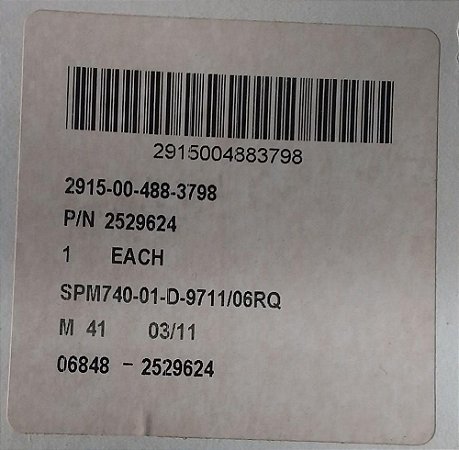 2915004883798
2915-00-488-3798
P/N 2529624
1 EACH
SPM740-01-D-9711/06RQ
M 41 03/11
06848 - 2529624